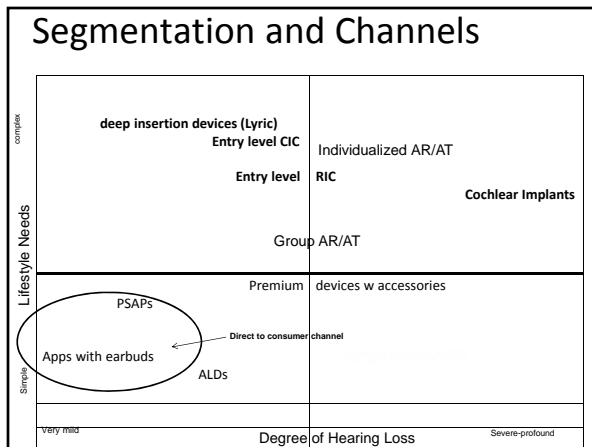 Segmentation and Channels
complex
deep insertion devices (Lyric)
Entry level CIC
Individualized AR/AT
Entry level RIC
Cochlear Implants
Lifestyle Needs
Group AR/AT
Premium devices w accessories
PSAPs
Direct to consumer channel
Apps with earbuds
ALDs
Simple
Very mild
Degree of Hearing Loss
Severe-profound